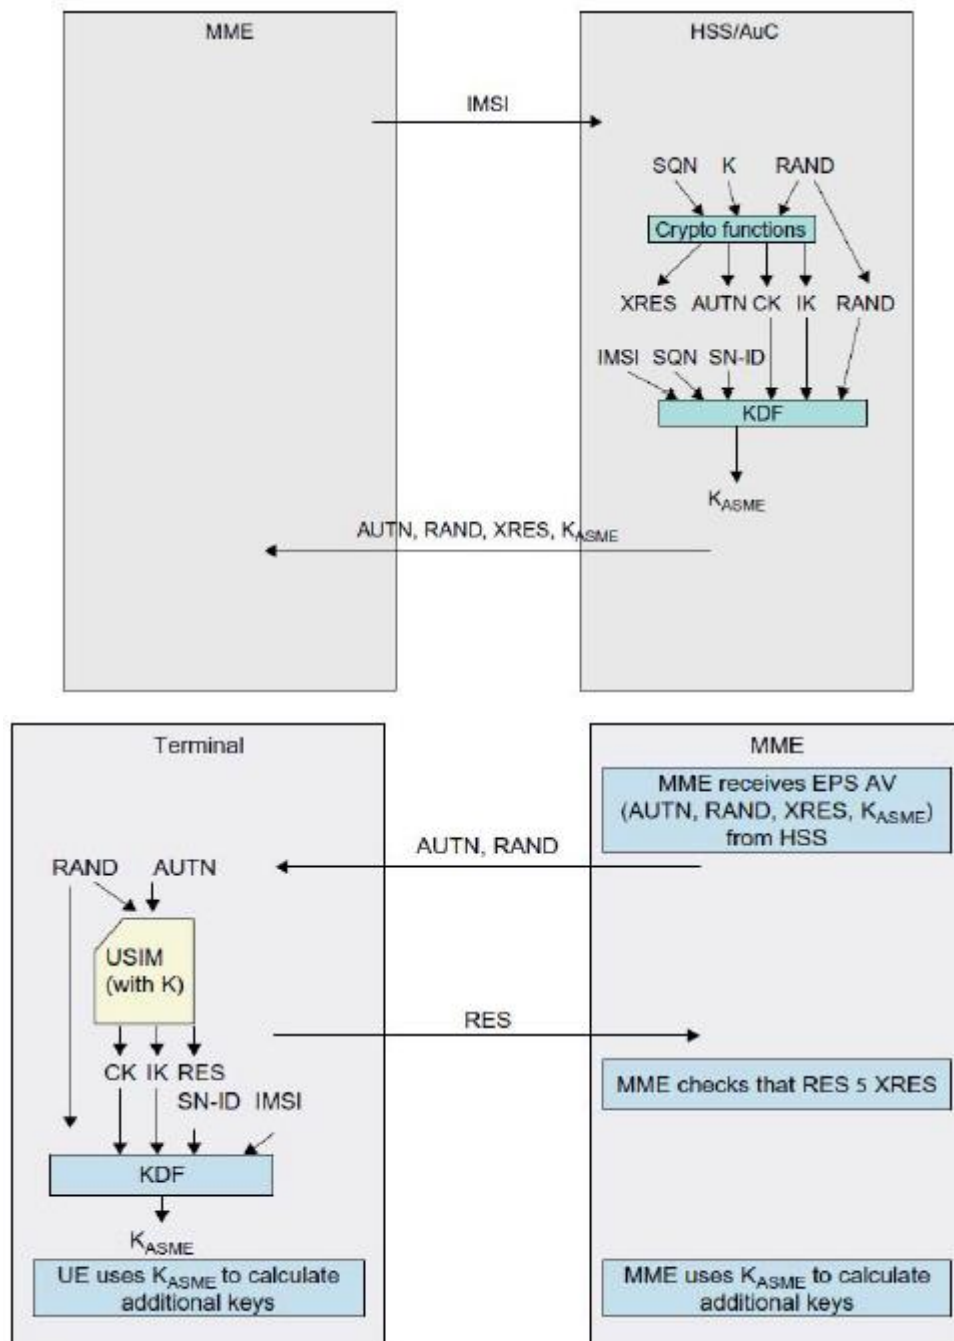 MME
HSS/AuC
IMSI
SQN K RAND
Crypto functions
XRES AUTN CK IK RAND
IMSI SQN SN-ID
KDF
KASME
AUTN, RAND, XRES, KASME
Terminal
MME
MME receives EPS AV
(AUTN, RAND, XRES, KASME)
from HSS
AUTN, RAND
RAND AUTN
USIM
(with K)
RES
CK IK RES
SN-ID IMSI
MME checks that RES 5 XRES
KDF
KASME
UE uses KASME to calculate
additional keys
MME uses KASME to calculate
additional keys